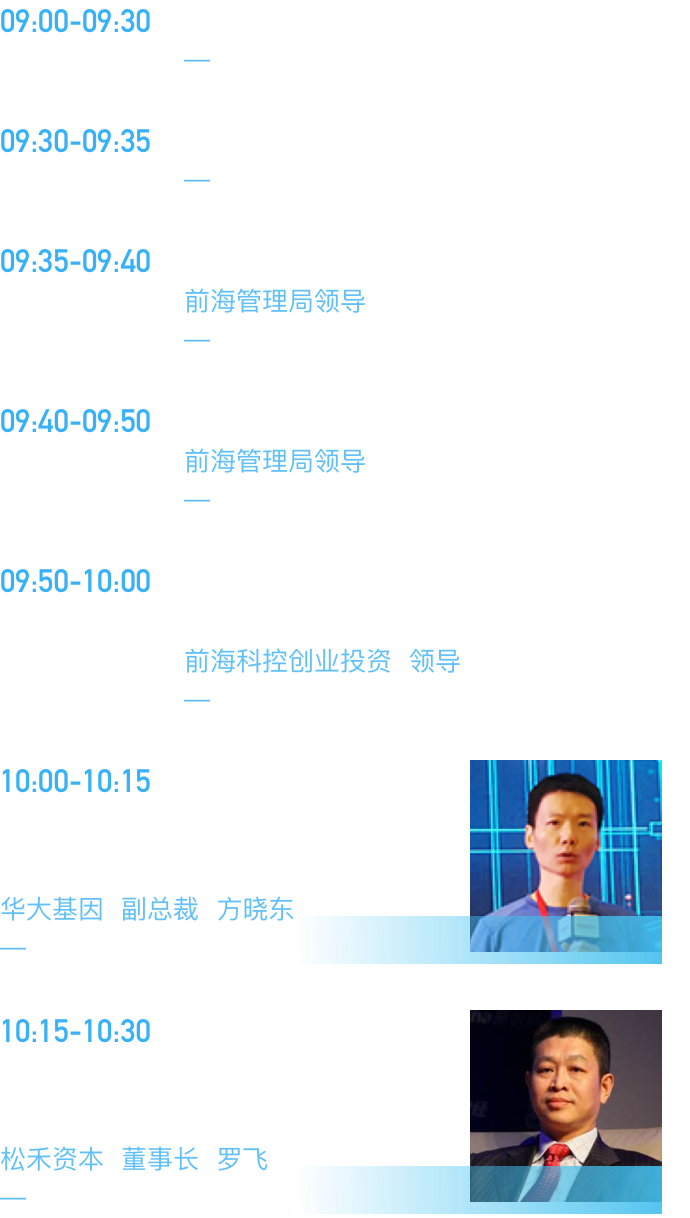 09:00-09:30
—
09:30-09:35
—
09:35-09:40
前海管理局领导
—
09:40-09:50
前海管理局领导
—
09:50-10:00
前海科控创业投资 领导
—
10:00-10:15
华大基因 副总裁 方晓东
—
10:15-10:30
松禾资本 董事长 罗飞
—